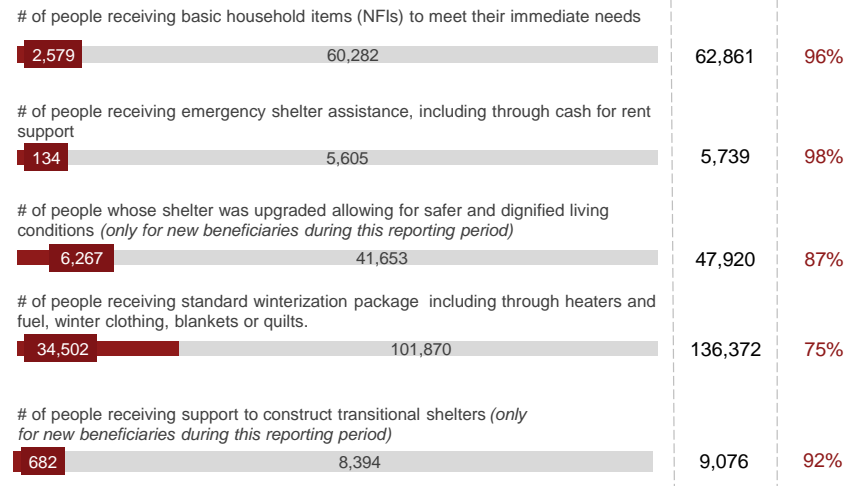 # of people receiving basic household items (NFIs) to meet their immediate needs
2,579 60,282 62,861 96%
# of people receiving emergency shelter assistance, including through cash for rent
support
134 5,605 5,739 98%
# of people whose shelter was upgraded allowing for safer and dignified living
conditions (only for new beneficiaries during this reporting period)
6,267 41,653 47,920 87%
# of people receiving standard winterization package including through heaters and
fuel, winter clothing, blankets or quilts.
34,502 101,870 136,372 75%
# of people receiving support to construct transitional shelters (only
for new beneficiaries during this reporting period)
682 8,394 9,076 92%